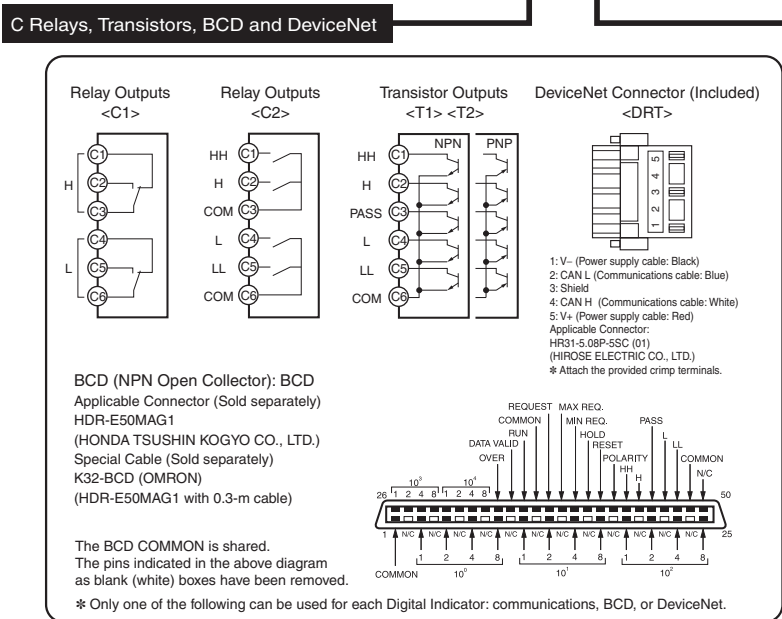 C Relays, Transistors, BCD and DeviceNet
Relay Outputs
<C1>
C1
C2
C3
C4
C5
C6
H
L
Relay Outputs
<C2>
HH
H
COM
L
LL
COM
C1
C2
C3
C4
C5
C6
Transistor Outputs
<T1> <T2>
NPN
PNP
HH
H
PASS
L
LL
COM
C1
C2
C3
C4
C5
C6
DeviceNet Connector (Included)
<DRT>
5
4
3
2
1
1: V– (Power supply cable: Black)
2: CAN L (Communications cable: Blue)
3: Shield
4: CAN H (Communications cable: White)
5: V+ (Power supply cable: Red)
Applicable Connector:
HR31-5.08P-5SC (01)
(HIROSE ELECTRIC CO., LTD.)
✽ Attach the provided crimp terminals.
BCD (NPN Open Collector): BCD
Applicable Connector (Sold separately)
HDR-E50MAG1
(HONDA TSUSHIN KOGYO CO., LTD.)
Special Cable (Sold separately)
K32-BCD (OMRON)
(HDR-E50MAG1 with 0.3-m cable)
The BCD COMMON is shared.
The pins indicated in the above diagram
as blank (white) boxes have been removed.
REQUEST MAX REQ.
COMMON MIN REQ. PASS
RUN HOLD L
DATA VALID RESET LL
OVER POLARITY COMMON
HH N/C
H
10³ 10⁴
26 1 2 4 8 1 2 4 8 50
1 N/C N/C N/C N/C N/C N/C N/C N/C N/C N/C N/C N/C 25
1 2 4 8 1 2 4 8 1 2 4 8
COMMON 10⁰ 10¹ 10²
✽ Only one of the following can be used for each Digital Indicator: communications, BCD, or DeviceNet.